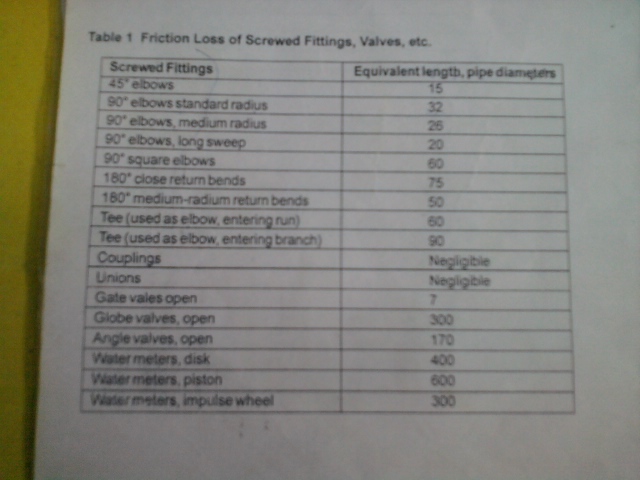 Table 1 Friction Loss of Screwed Fittings, Valves, etc.
Screwed Fittings Equivalent length, pipe diameters
45° elbows 15
90° elbows standard radius 32
90° elbows, medium radius 26
90° elbows, long sweep 20
90° square elbows 60
180° close return bends 75
180° medium-radium return bends 50
Tee (used as elbow, entering run) 60
Tee (used as elbow, entering branch) 90
Couplings Negligible
Unions Negligible
Gate vales open 7
Globe valves, open 300
Angle valves, open 170
Water meters, disk 400
Water meters, piston 600
Water meters, impulse wheel 300